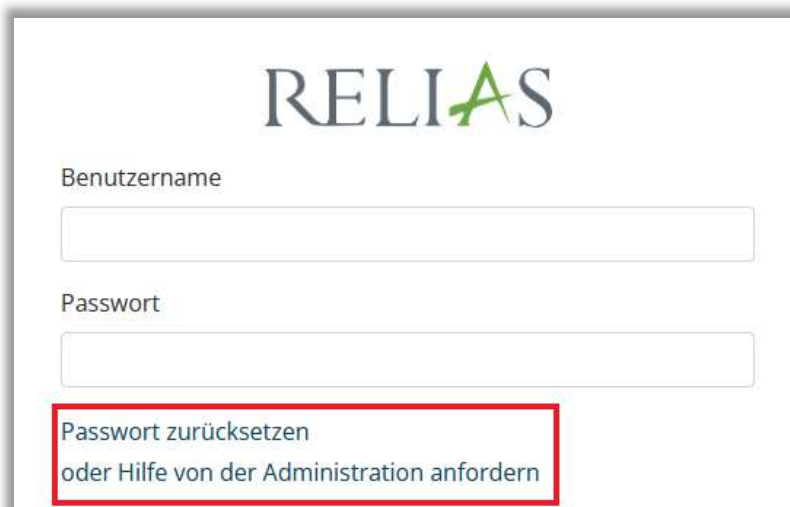 RELIAS
Benutzername
Passwort
Passwort zurücksetzen
oder Hilfe von der Administration anfordern